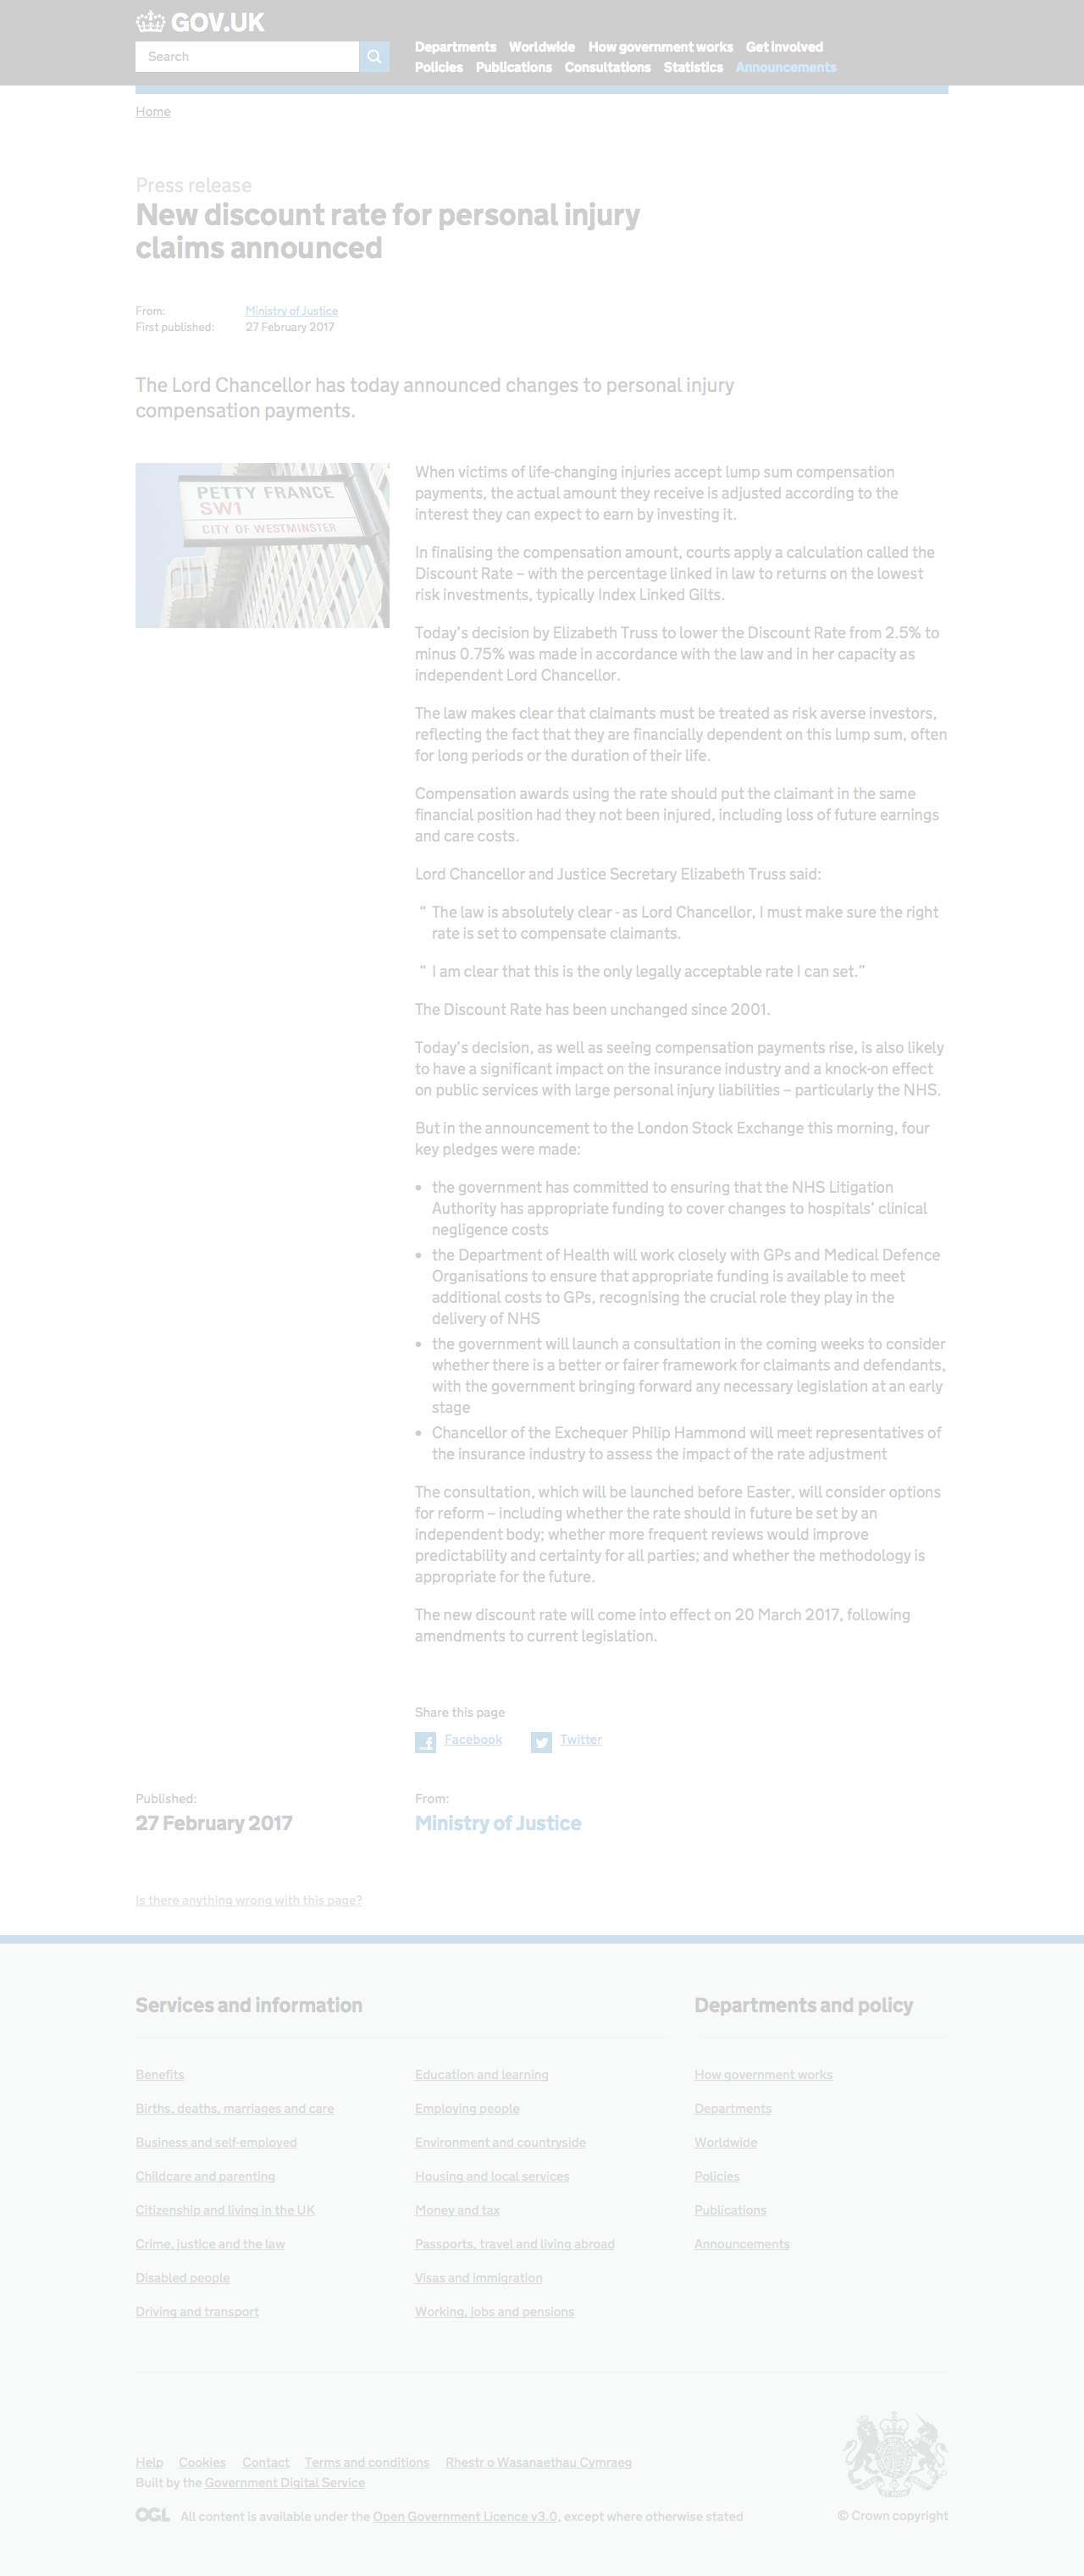 GOV.UK
Search
Departments Worldwide How government works Get involved
Policies Publications Consultations Statistics Announcements
Home
Press release
New discount rate for personal injury
claims announced
From: Ministry of Justice
First published: 27 February 2017
The Lord Chancellor has today announced changes to personal injury
compensation payments.
PETTY FRANCE
SW1
CITY OF WESTMINSTER
When victims of life-changing injuries accept lump sum compensation
payments, the actual amount they receive is adjusted according to the
interest they can expect to earn by investing it.
In finalising the compensation amount, courts apply a calculation called the
Discount Rate – with the percentage linked in law to returns on the lowest
risk investments, typically Index Linked Gilts.
Today’s decision by Elizabeth Truss to lower the Discount Rate from 2.5% to
minus 0.75% was made in accordance with the law and in her capacity as
independent Lord Chancellor.
The law makes clear that claimants must be treated as risk averse investors,
reflecting the fact that they are financially dependent on this lump sum, often
for long periods or the duration of their life.
Compensation awards using the rate should put the claimant in the same
financial position had they not been injured, including loss of future earnings
and care costs.
Lord Chancellor and Justice Secretary Elizabeth Truss said:
“ The law is absolutely clear - as Lord Chancellor, I must make sure the right
rate is set to compensate claimants.
“ I am clear that this is the only legally acceptable rate I can set.”
The Discount Rate has been unchanged since 2001.
Today’s decision, as well as seeing compensation payments rise, is also likely
to have a significant impact on the insurance industry and a knock-on effect
on public services with large personal injury liabilities – particularly the NHS.
But in the announcement to the London Stock Exchange this morning, four
key pledges were made:
• the government has committed to ensuring that the NHS Litigation
Authority has appropriate funding to cover changes to hospitals’ clinical
negligence costs
• the Department of Health will work closely with GPs and Medical Defence
Organisations to ensure that appropriate funding is available to meet
additional costs to GPs, recognising the crucial role they play in the
delivery of NHS
• the government will launch a consultation in the coming weeks to consider
whether there is a better or fairer framework for claimants and defendants,
with the government bringing forward any necessary legislation at an early
stage
• Chancellor of the Exchequer Philip Hammond will meet representatives of
the insurance industry to assess the impact of the rate adjustment
The consultation, which will be launched before Easter, will consider options
for reform – including whether the rate should in future be set by an
independent body; whether more frequent reviews would improve
predictability and certainty for all parties; and whether the methodology is
appropriate for the future.
The new discount rate will come into effect on 20 March 2017, following
amendments to current legislation.
Share this page
Facebook Twitter
Published: From:
27 February 2017 Ministry of Justice
Is there anything wrong with this page?
Services and information
Benefits
Births, deaths, marriages and care
Business and self-employed
Childcare and parenting
Citizenship and living in the UK
Crime, justice and the law
Disabled people
Driving and transport
Education and learning
Employing people
Environment and countryside
Housing and local services
Money and tax
Passports, travel and living abroad
Visas and immigration
Working, jobs and pensions
Departments and policy
How government works
Departments
Worldwide
Policies
Publications
Announcements
Help Cookies Contact Terms and conditions Rhestr o Wasanaethau Cymraeg
Built by the Government Digital Service
OGL All content is available under the Open Government Licence v3.0, except where otherwise stated
© Crown copyright